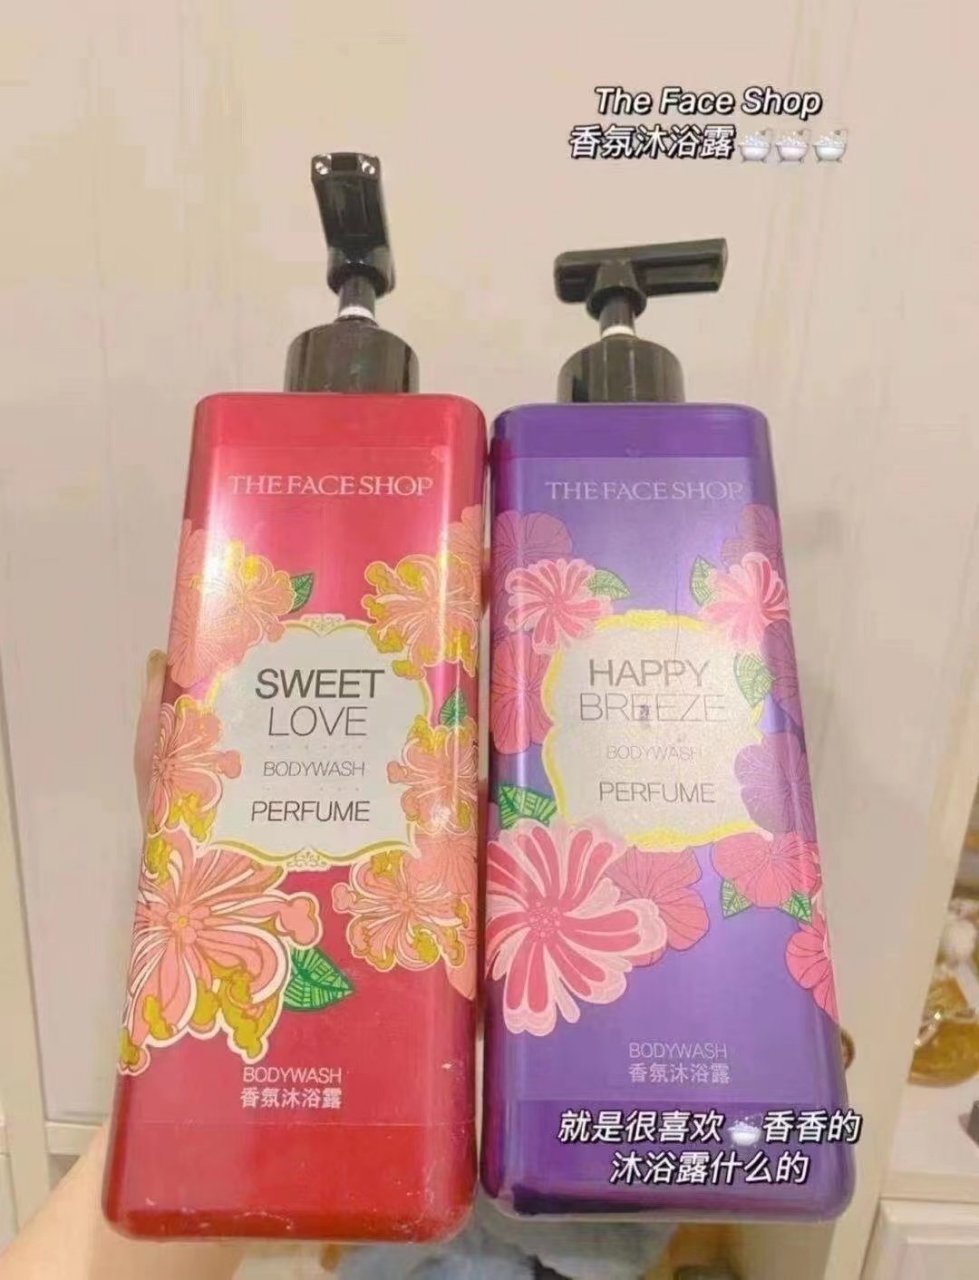 The Face Shop
香氛沐浴露🛁🛁🛁
THE FACE SHOP
SWEET
LOVE
BODYWASH
PERFUME
BODYWASH
香氛沐浴露
THE FACE SHOP
HAPPY
BREEZE
BODYWASH
PERFUME
BODYWASH
香氛沐浴露
就是很喜欢🛁香香的
沐浴露什么的